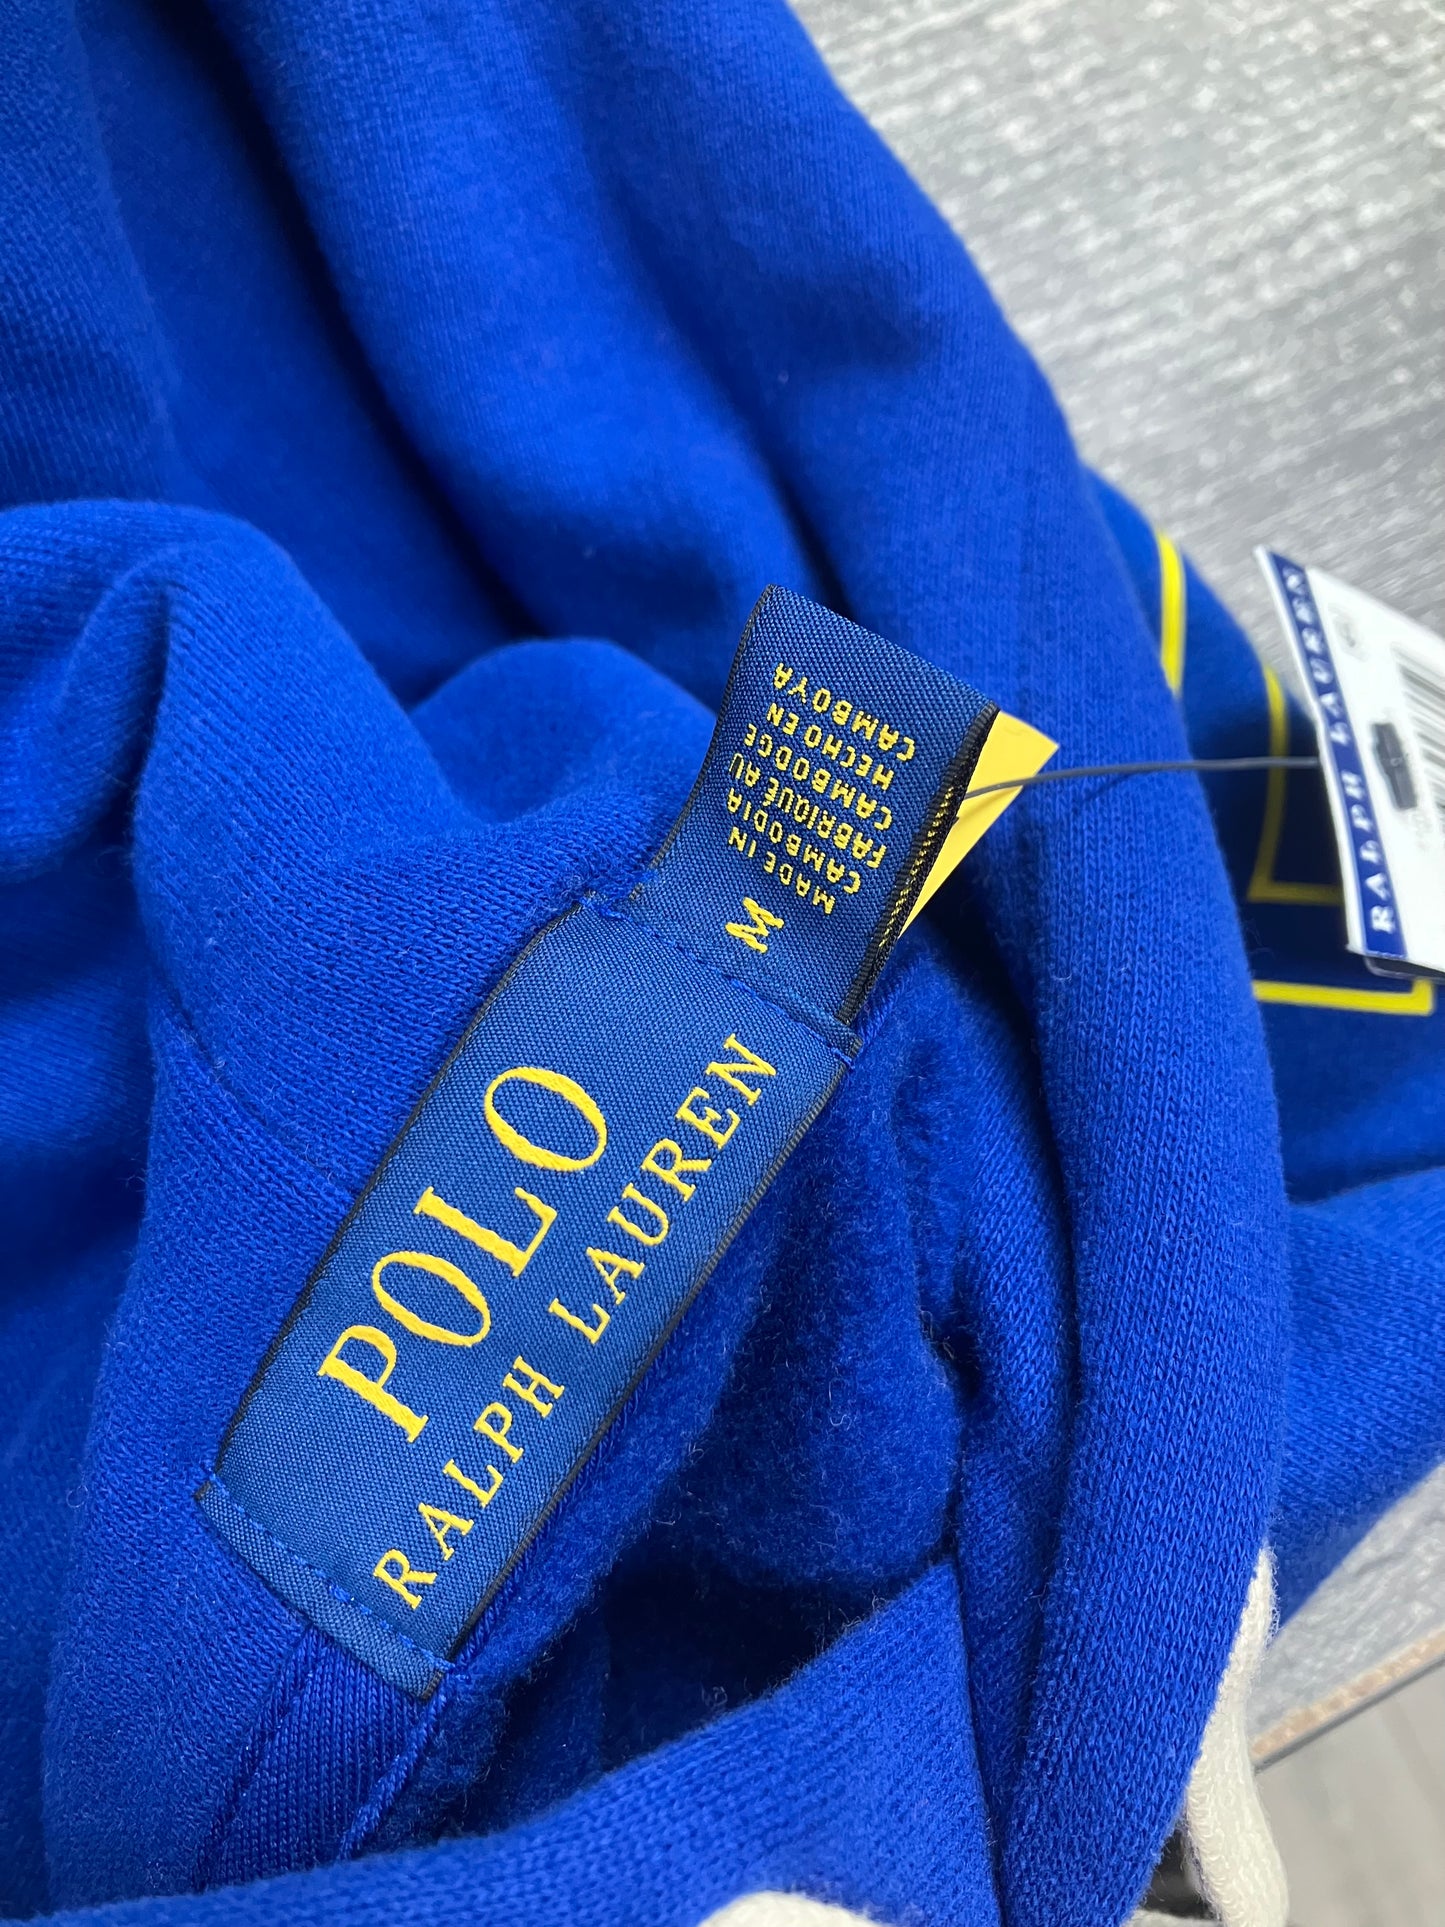 POLO
RALPH LAUREN
M
MADE IN
CAMBODIA
FABRIQUÉ AU
CAMBODGE
HECHO EN
CAMBOYA
RALPH LAUREN